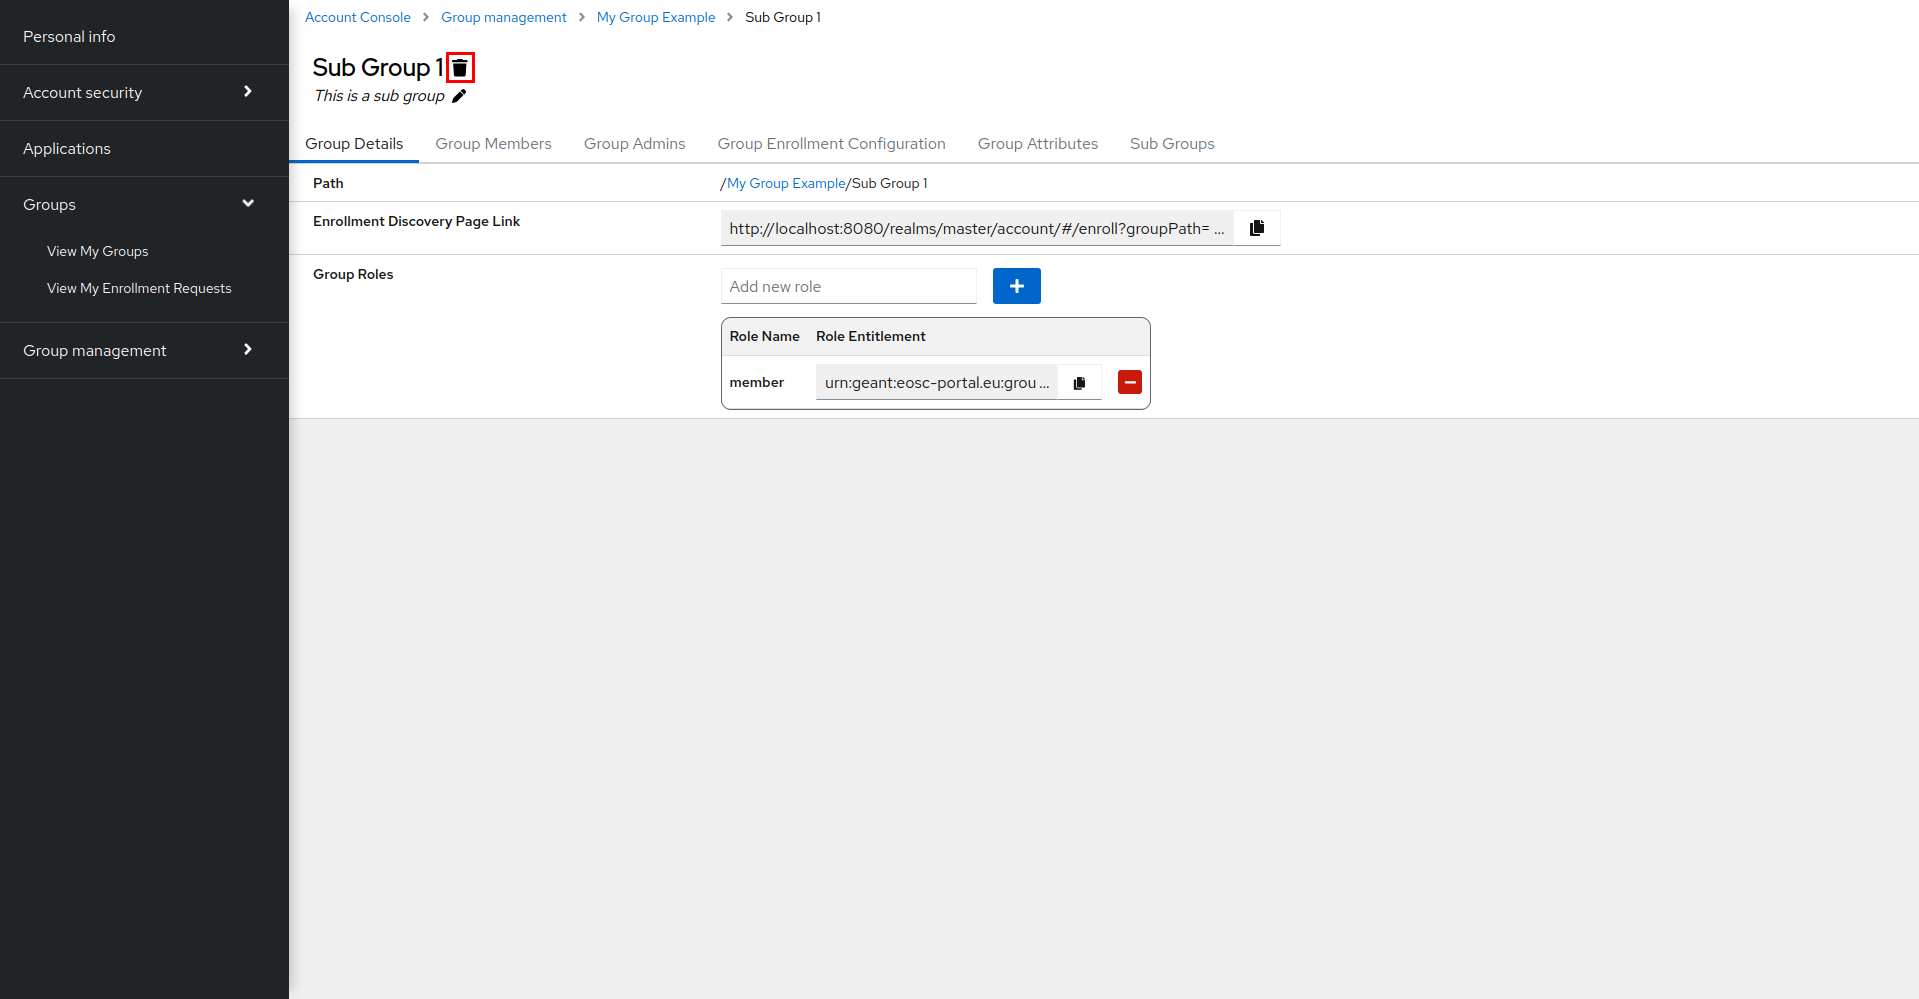 Personal info
Account security
Applications
Groups
View My Groups
View My Enrollment Requests
Group management
Account Console > Group management > My Group Example > Sub Group 1
Sub Group 1
This is a sub group
Group Details Group Members Group Admins Group Enrollment Configuration Group Attributes Sub Groups
Path /My Group Example/Sub Group 1
Enrollment Discovery Page Link http://localhost:8080/realms/master/account/#/enroll?groupPath= ...
Group Roles Add new role
Role Name Role Entitlement
member urn:geant:eosc-portal.eu:grou ...